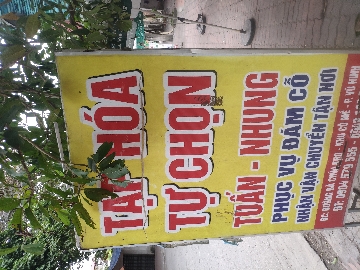 TẠP HÓA
TỰ CHỌN
TUẤN - NHUNG
PHỤC VỤ ĐÁM CỖ
NHẬN VẬN CHUYỂN TẬN NƠI